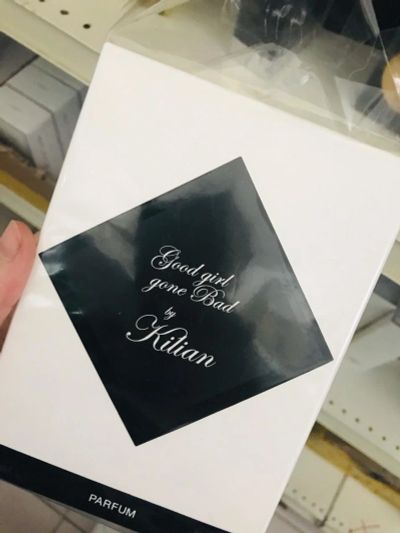 Good girl
gone Bad
by
Kilian
PARFUM